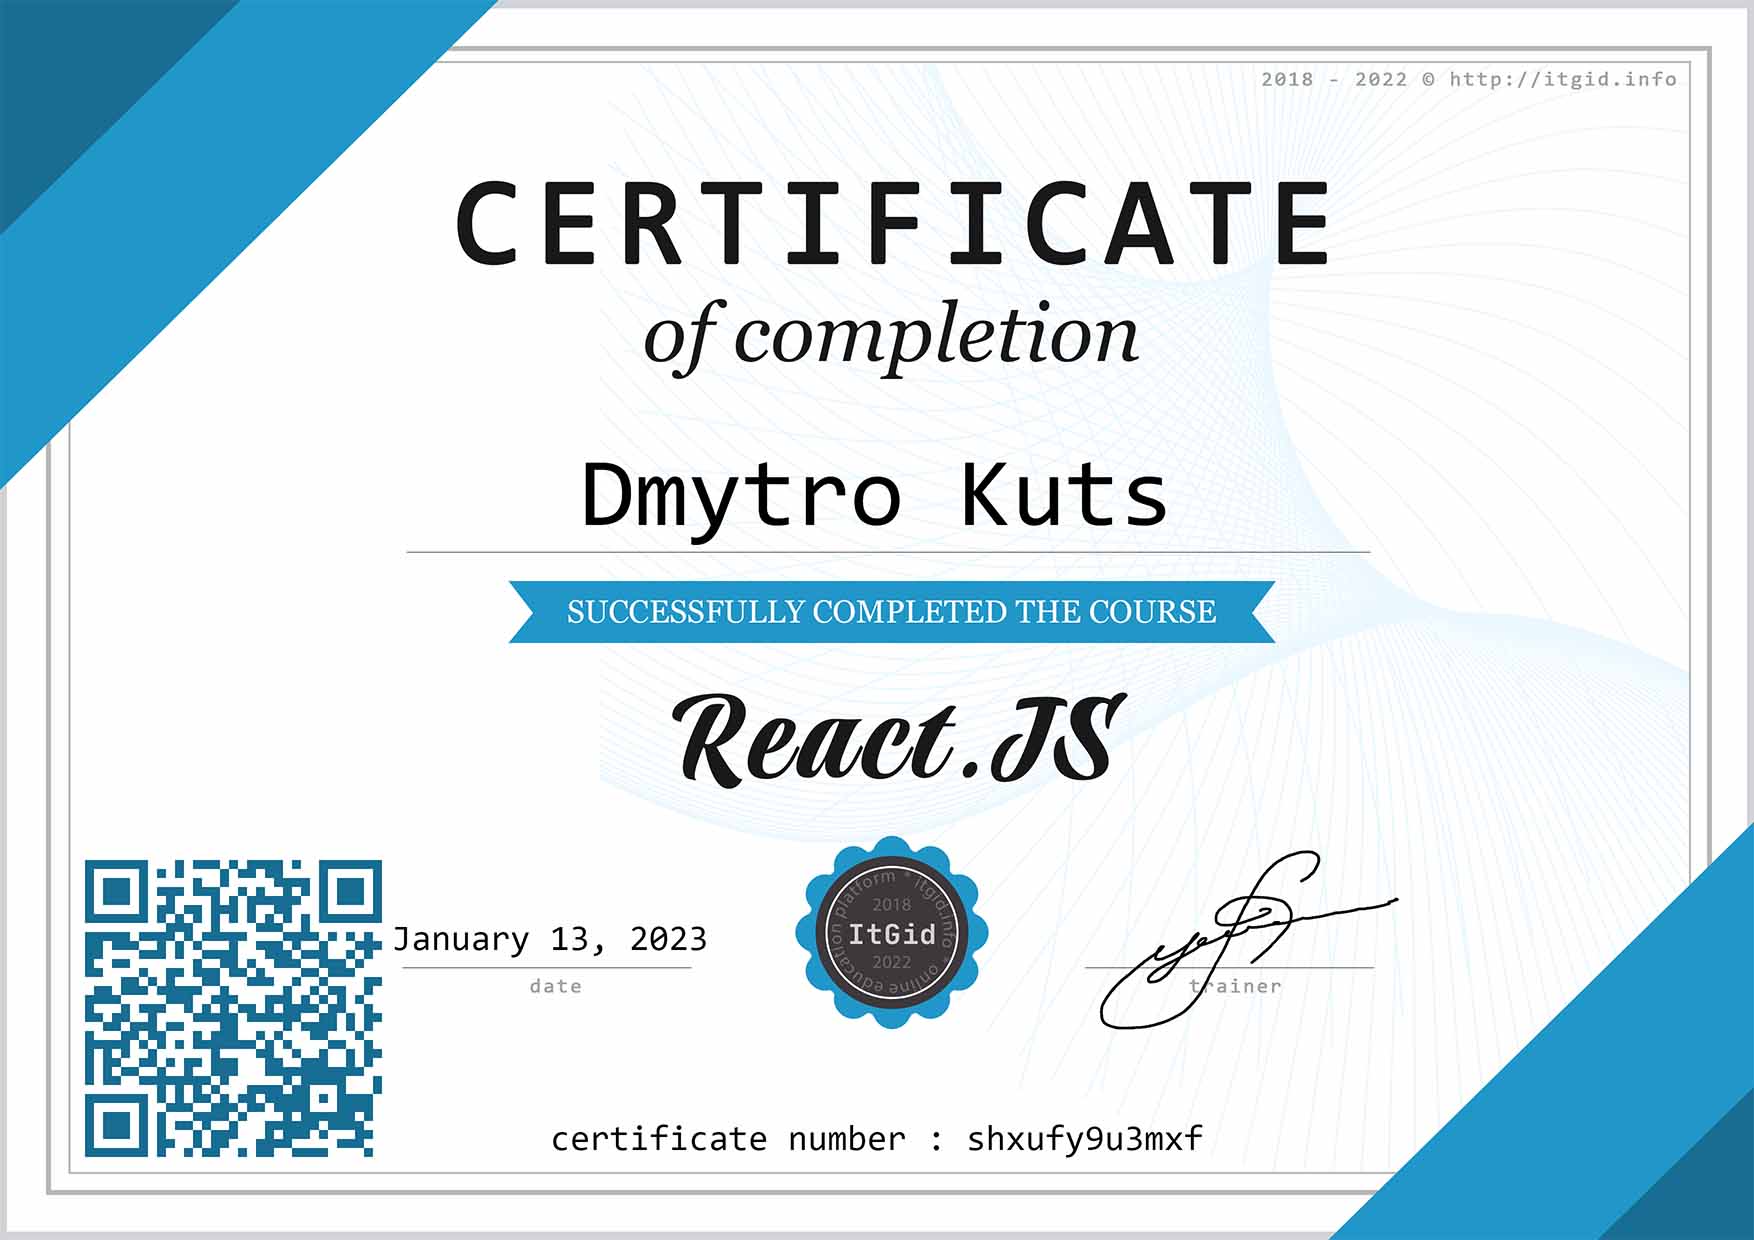 2018 - 2022 © http://itgid.info
CERTIFICATE
of completion
Dmytro Kuts
SUCCESSFULLY COMPLETED THE COURSE
React.JS
January 13, 2023
date
online education platform * itgid.info *
2018
ItGid
2022
trainer
certificate number : shxufy9u3mxf